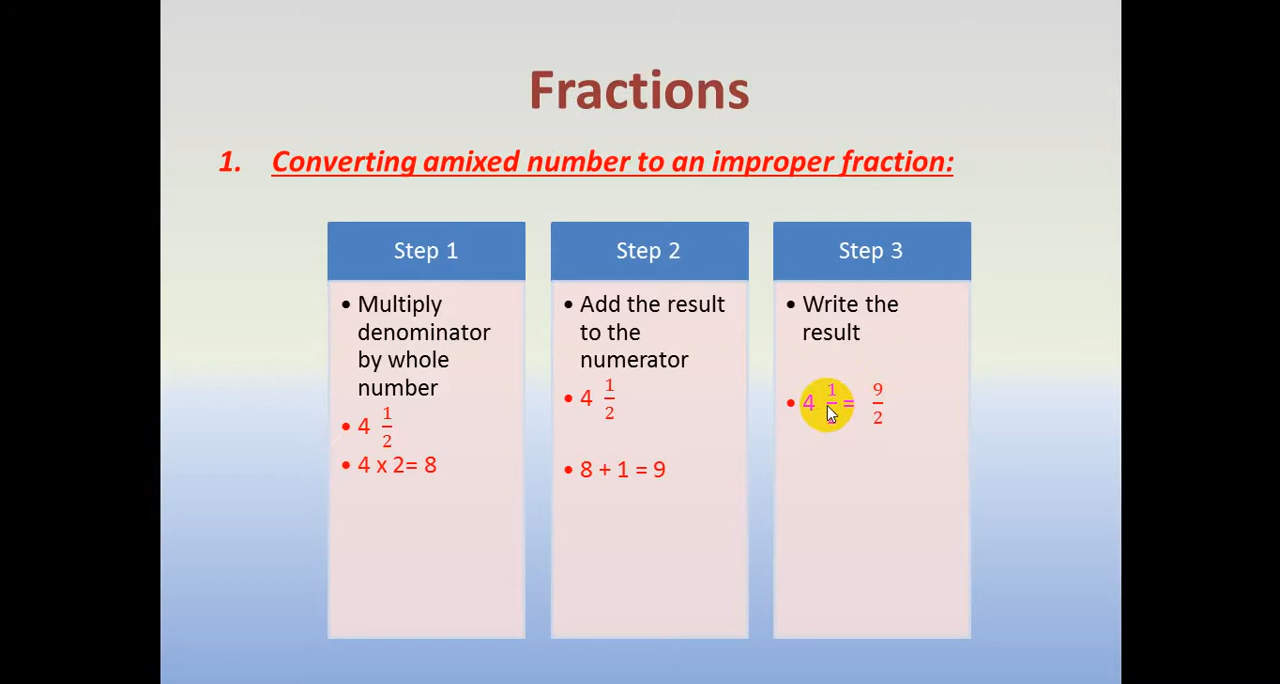 Fractions
1. Converting amixed number to an improper fraction:
Step 1
• Multiply
denominator
by whole
number
• 4 1/2
• 4 x 2= 8
Step 2
• Add the result
to the
numerator
• 4 1/2
• 8 + 1 = 9
Step 3
• Write the
result
• 4 1/2 = 9/2